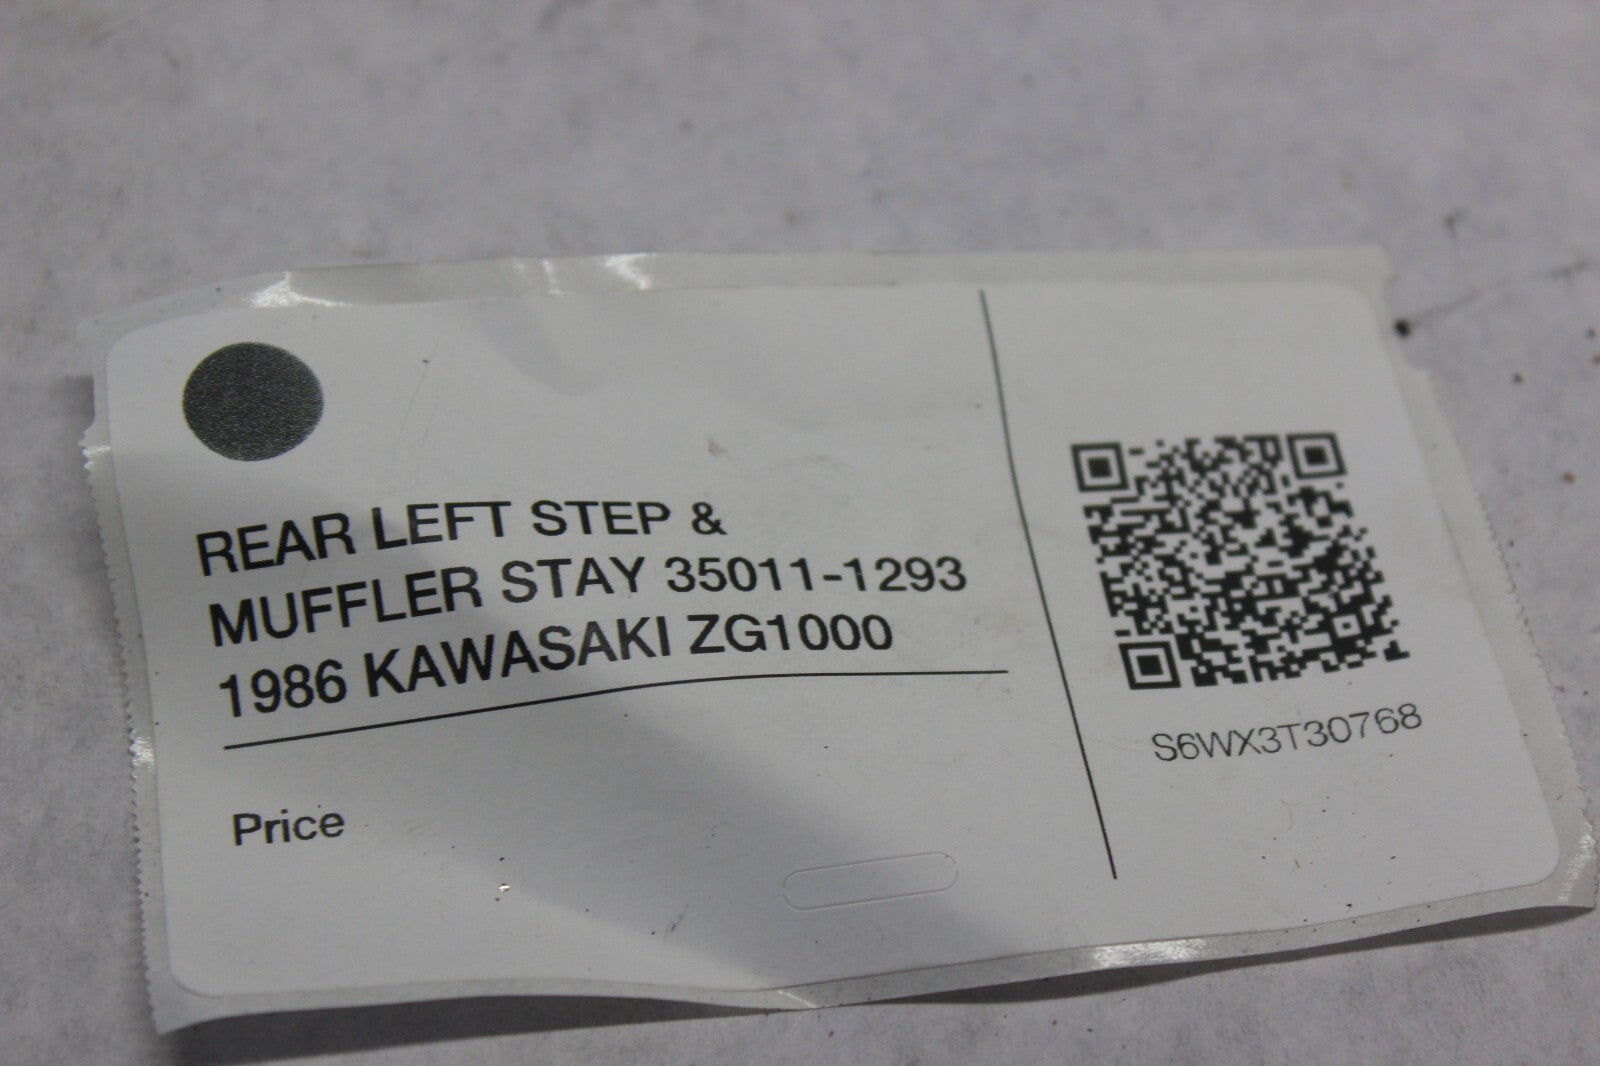 REAR LEFT STEP &
MUFFLER STAY 35011-1293
1986 KAWASAKI ZG1000
Price
S6WX3T30768